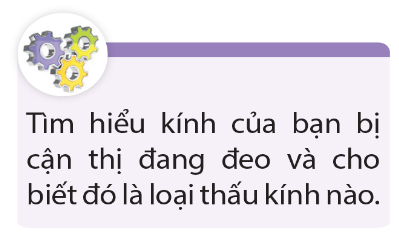 Tìm hiểu kính của bạn bị
cận thị đang đeo và cho
biết đó là loại thấu kính nào.